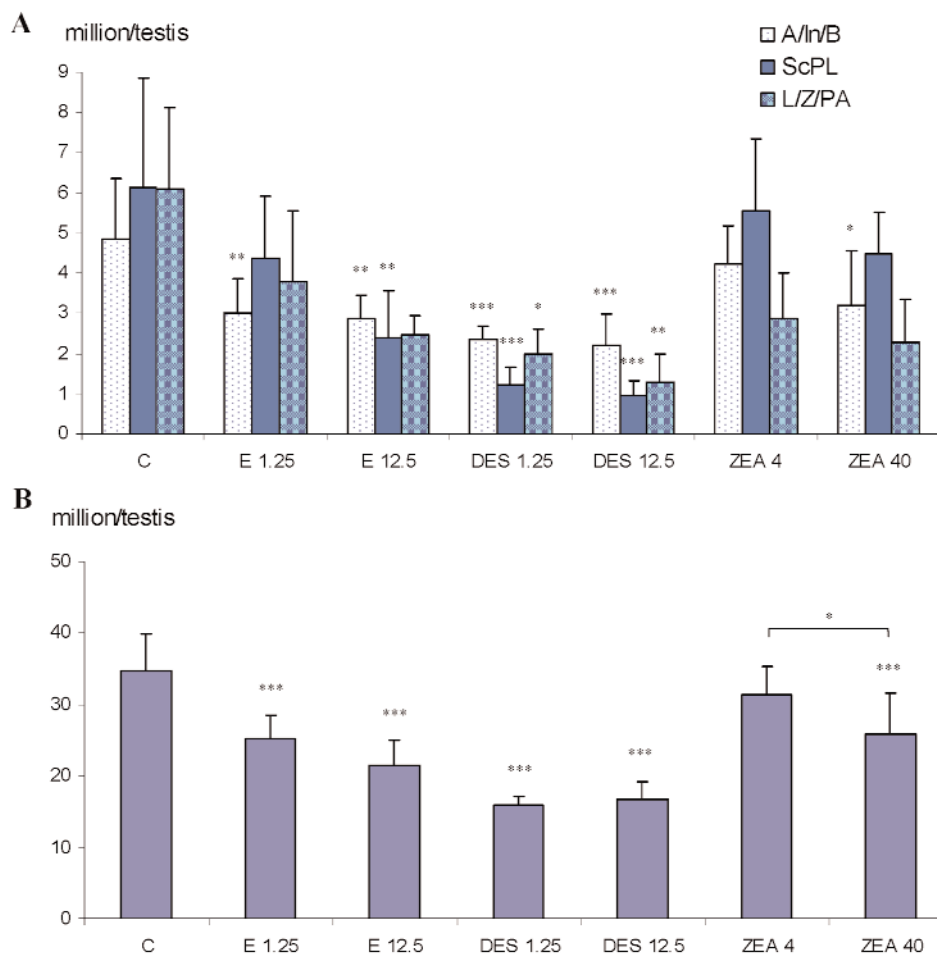 A
million/testis
A/In/B
ScPL
L/Z/PA
9
8
7
6
5
4
3
2
1
0
** ** ** *** *** * *** *** ** *
C E 1.25 E 12.5 DES 1.25 DES 12.5 ZEA 4 ZEA 40
B
million/testis
50
40
30
20
10
0
*** *** *** *** * ***
C E 1.25 E 12.5 DES 1.25 DES 12.5 ZEA 4 ZEA 40